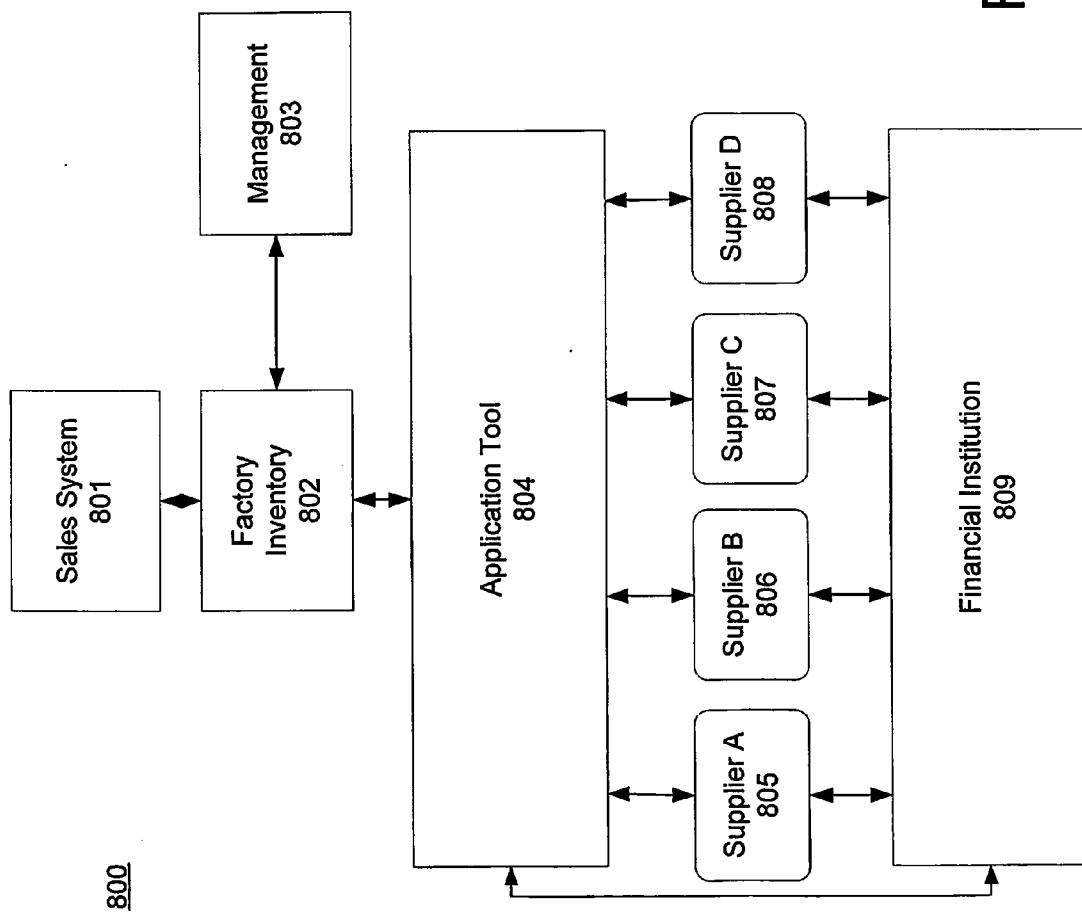 800
Sales System
801
Factory
Inventory
802
Management
803
Application Tool
804
Supplier A
805
Supplier B
806
Supplier C
807
Supplier D
808
Financial Institution
809